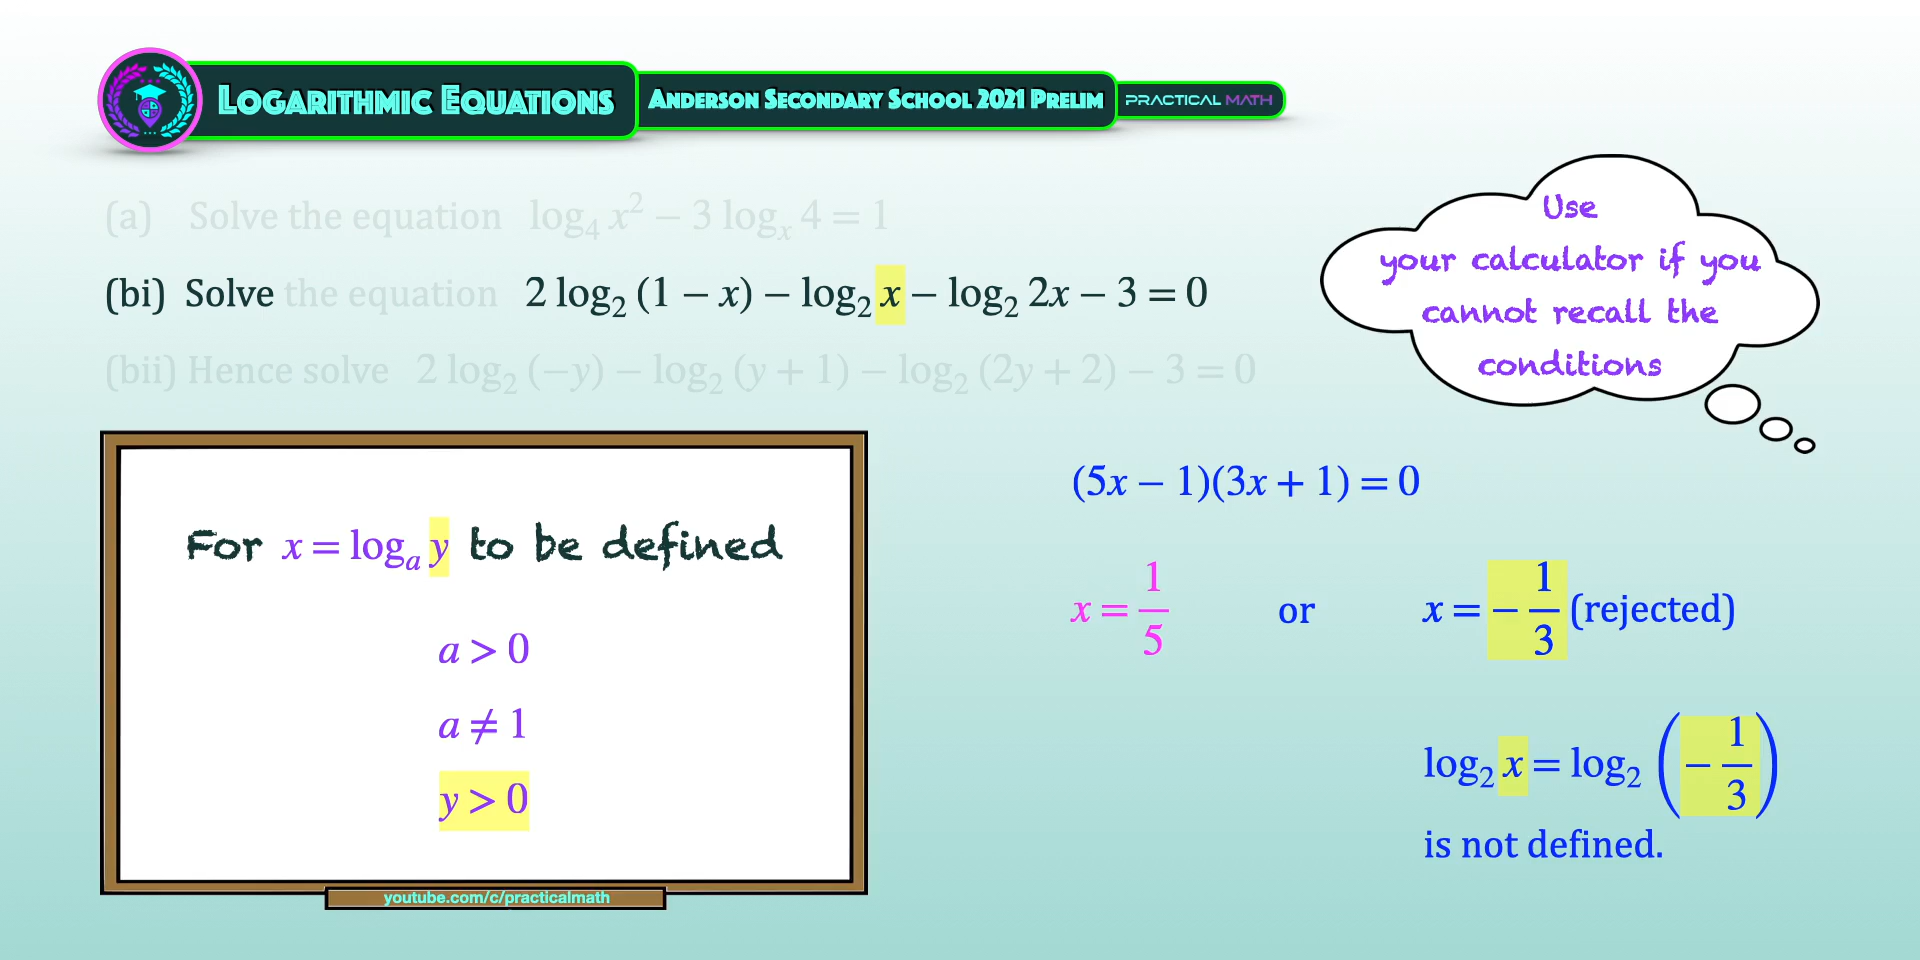 LOGARITHMIC EQUATIONS
ANDERSON SECONDARY SCHOOL 2021 PRELIM
PRACTICAL MATH
(a) Solve the equation log₄ x² − 3 logₓ 4 = 1
(bi) Solve the equation 2 log₂ (1 − x) − log₂ x − log₂ 2x − 3 = 0
(bii) Hence solve 2 log₂ (−y) − log₂ (y + 1) − log₂ (2y + 2) − 3 = 0
Use
your calculator if you
cannot recall the
conditions
For x = logₐ y to be defined
a > 0
a ≠ 1
y > 0
youtube.com/c/practicalmath
(5x − 1)(3x + 1) = 0
x = 1/5 or x = − 1/3 (rejected)
log₂ x = log₂ (− 1/3)
is not defined.